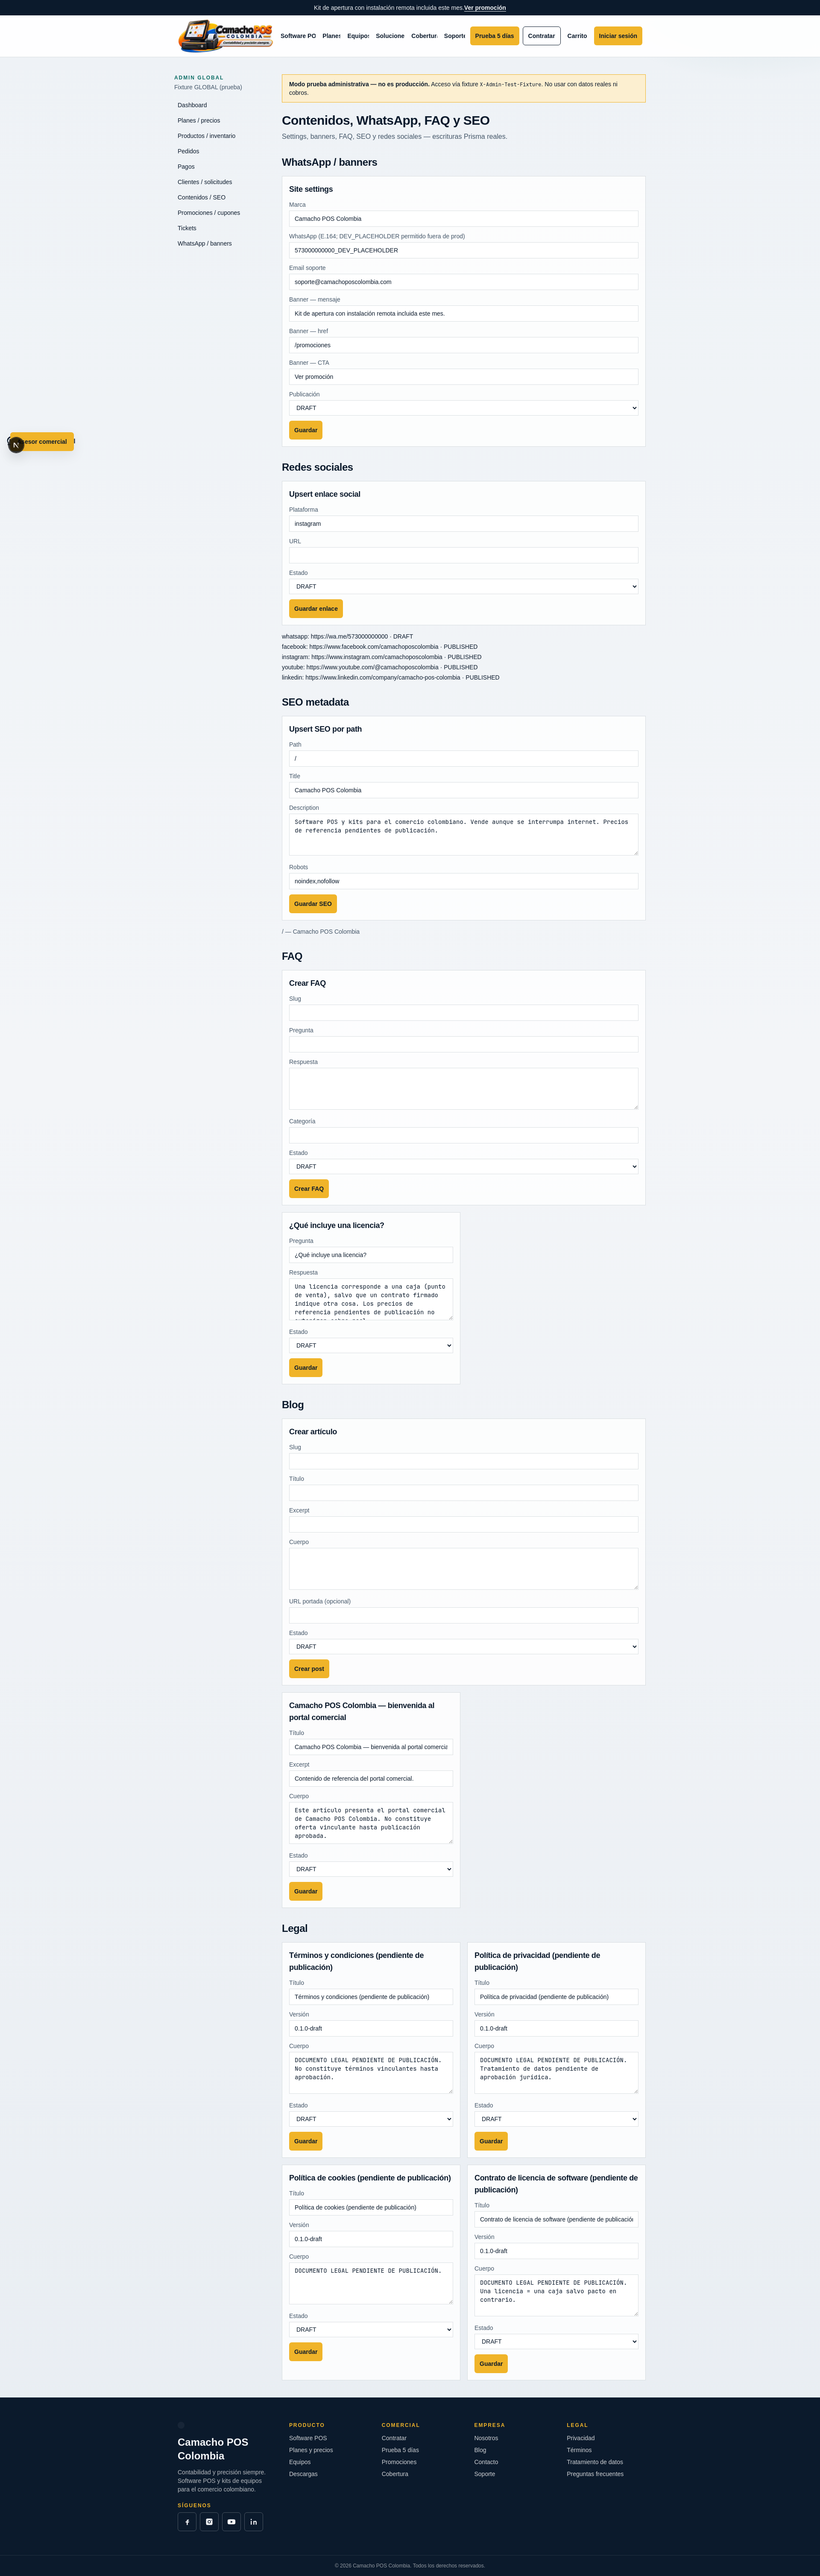 Kit de apertura con instalación remota incluida este mes. Ver promoción
CamachoPOS
COLOMBIA
Contabilidad y precisión siempre.
Software PO Planes Equipos Solucione Cobertura Soporte Prueba 5 días Contratar Carrito Iniciar sesión
ADMIN GLOBAL
Fixture GLOBAL (prueba)
Dashboard
Planes / precios
Productos / inventario
Pedidos
Pagos
Clientes / solicitudes
Contenidos / SEO
Promociones / cupones
Tickets
WhatsApp / banners
Modo prueba administrativa — no es producción. Acceso vía fixture X-Admin-Test-Fixture. No usar con datos reales ni
cobros.
Contenidos, WhatsApp, FAQ y SEO
Settings, banners, FAQ, SEO y redes sociales — escrituras Prisma reales.
WhatsApp / banners
Site settings
Marca
Camacho POS Colombia
WhatsApp (E.164; DEV_PLACEHOLDER permitido fuera de prod)
573000000000_DEV_PLACEHOLDER
Email soporte
soporte@camachoposcolombia.com
Banner — mensaje
Kit de apertura con instalación remota incluida este mes.
Banner — href
/promociones
Banner — CTA
Ver promoción
Publicación
DRAFT
Guardar
N
esor comercial
Redes sociales
Upsert enlace social
Plataforma
instagram
URL
Estado
DRAFT
Guardar enlace
whatsapp: https://wa.me/573000000000 · DRAFT
facebook: https://www.facebook.com/camachoposcolombia · PUBLISHED
instagram: https://www.instagram.com/camachoposcolombia · PUBLISHED
youtube: https://www.youtube.com/@camachoposcolombia · PUBLISHED
linkedin: https://www.linkedin.com/company/camacho-pos-colombia · PUBLISHED
SEO metadata
Upsert SEO por path
Path
/
Title
Camacho POS Colombia
Description
Software POS y kits para el comercio colombiano. Vende aunque se interrumpa internet. Precios
de referencia pendientes de publicación.
Robots
noindex,nofollow
Guardar SEO
/ — Camacho POS Colombia
FAQ
Crear FAQ
Slug
Pregunta
Respuesta
Categoría
Estado
DRAFT
Crear FAQ
¿Qué incluye una licencia?
Pregunta
¿Qué incluye una licencia?
Respuesta
Una licencia corresponde a una caja (punto
de venta), salvo que un contrato firmado
indique otra cosa. Los precios de
referencia pendientes de publicación no
Estado
DRAFT
Guardar
Blog
Crear artículo
Slug
Título
Excerpt
Cuerpo
URL portada (opcional)
Estado
DRAFT
Crear post
Camacho POS Colombia — bienvenida al
portal comercial
Título
Camacho POS Colombia — bienvenida al portal comercia
Excerpt
Contenido de referencia del portal comercial.
Cuerpo
Este artículo presenta el portal comercial
de Camacho POS Colombia. No constituye
oferta vinculante hasta publicación
aprobada.
Estado
DRAFT
Guardar
Legal
Términos y condiciones (pendiente de
publicación)
Título
Términos y condiciones (pendiente de publicación)
Versión
0.1.0-draft
Cuerpo
DOCUMENTO LEGAL PENDIENTE DE PUBLICACIÓN.
No constituye términos vinculantes hasta
aprobación.
Estado
DRAFT
Guardar
Política de privacidad (pendiente de
publicación)
Título
Política de privacidad (pendiente de publicación)
Versión
0.1.0-draft
Cuerpo
DOCUMENTO LEGAL PENDIENTE DE PUBLICACIÓN.
Tratamiento de datos pendiente de
aprobación jurídica.
Estado
DRAFT
Guardar
Política de cookies (pendiente de publicación)
Título
Política de cookies (pendiente de publicación)
Versión
0.1.0-draft
Cuerpo
DOCUMENTO LEGAL PENDIENTE DE PUBLICACIÓN.
Estado
DRAFT
Guardar
Contrato de licencia de software (pendiente de
publicación)
Título
Contrato de licencia de software (pendiente de publicación
Versión
0.1.0-draft
Cuerpo
DOCUMENTO LEGAL PENDIENTE DE PUBLICACIÓN.
Una licencia = una caja salvo pacto en
contrario.
Estado
DRAFT
Guardar
Camacho POS
Colombia
Contabilidad y precisión siempre.
Software POS y kits de equipos
para el comercio colombiano.
SÍGUENOS
PRODUCTO
Software POS
Planes y precios
Equipos
Descargas
COMERCIAL
Contratar
Prueba 5 días
Promociones
Cobertura
EMPRESA
Nosotros
Blog
Contacto
Soporte
LEGAL
Privacidad
Términos
Tratamiento de datos
Preguntas frecuentes
© 2026 Camacho POS Colombia. Todos los derechos reservados.